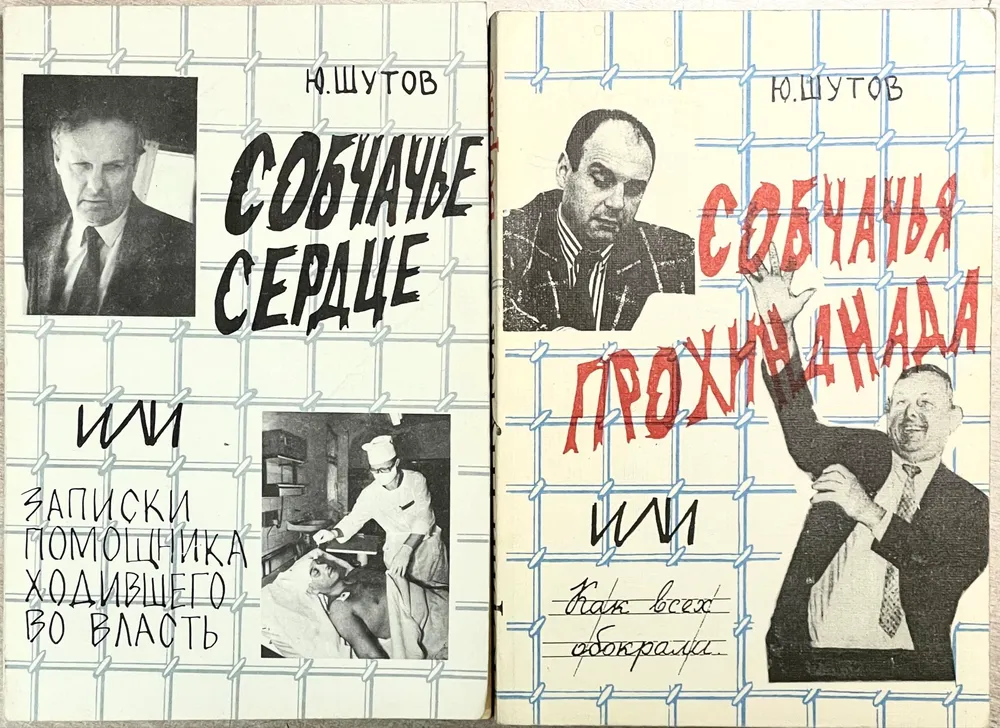 Ю. ШУТОВ
СОБЧАЧЬЕ
СЕРДЦЕ
ИЛИ
ЗАПИСКИ
ПОМОЩНИКА
ХОДИВШЕГО
ВО ВЛАСТЬ
Ю. ШУТОВ
СОБЧАЧЬЯ
ПРОХИНДИАДА
ИЛИ
Как всех
обокрали